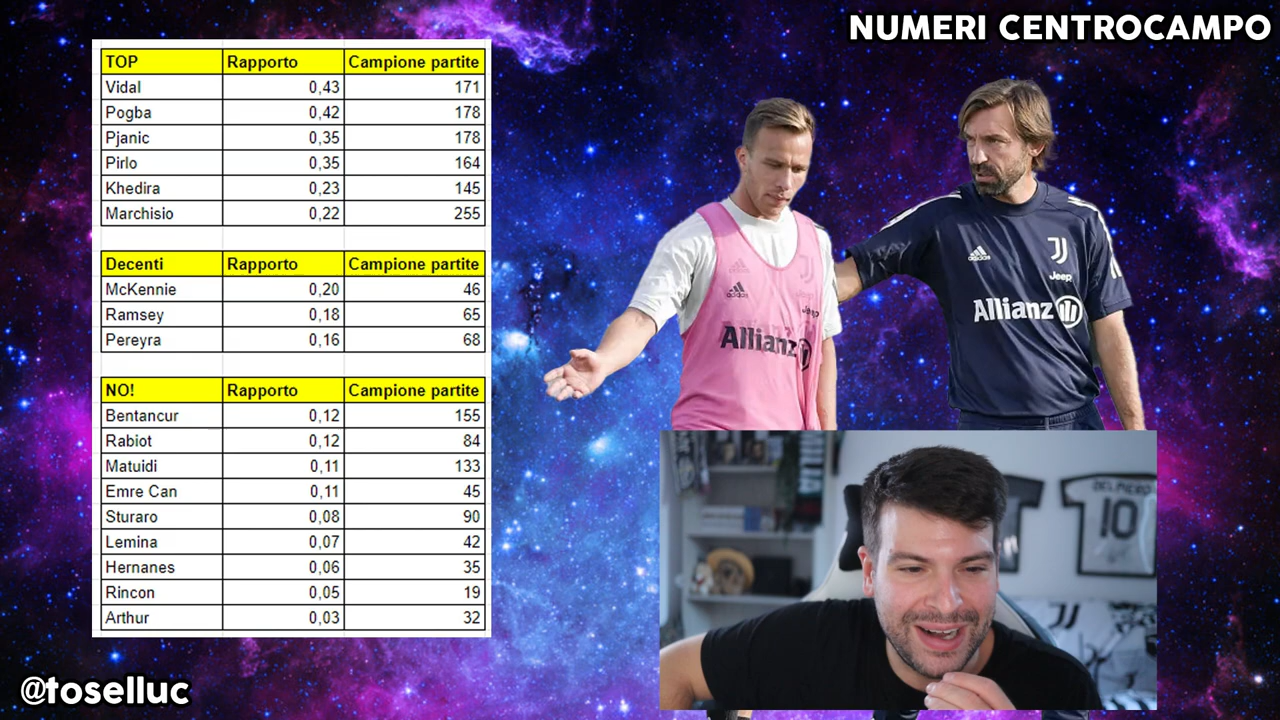 NUMERI CENTROCAMPO
TOP Rapporto Campione partite
Vidal 0,43 171
Pogba 0,42 178
Pjanic 0,35 178
Pirlo 0,35 164
Khedira 0,23 145
Marchisio 0,22 255
Decenti Rapporto Campione partite
McKennie 0,20 46
Ramsey 0,18 65
Pereyra 0,16 68
NO! Rapporto Campione partite
Bentancur 0,12 155
Rabiot 0,12 84
Matuidi 0,11 133
Emre Can 0,11 45
Sturaro 0,08 90
Lemina 0,07 42
Hernanes 0,06 35
Rincon 0,05 19
Arthur 0,03 32
adidas
Jeep
Allianz
adidas
Jeep
Allianz
DEL PIERO
10
@toselluc